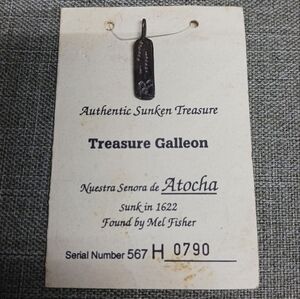 Authentic Sunken Treasure
Treasure Galleon
Nuestra Senora de Atocha
Sunk in 1622
Found by Mel Fisher
Serial Number 567 H 0790